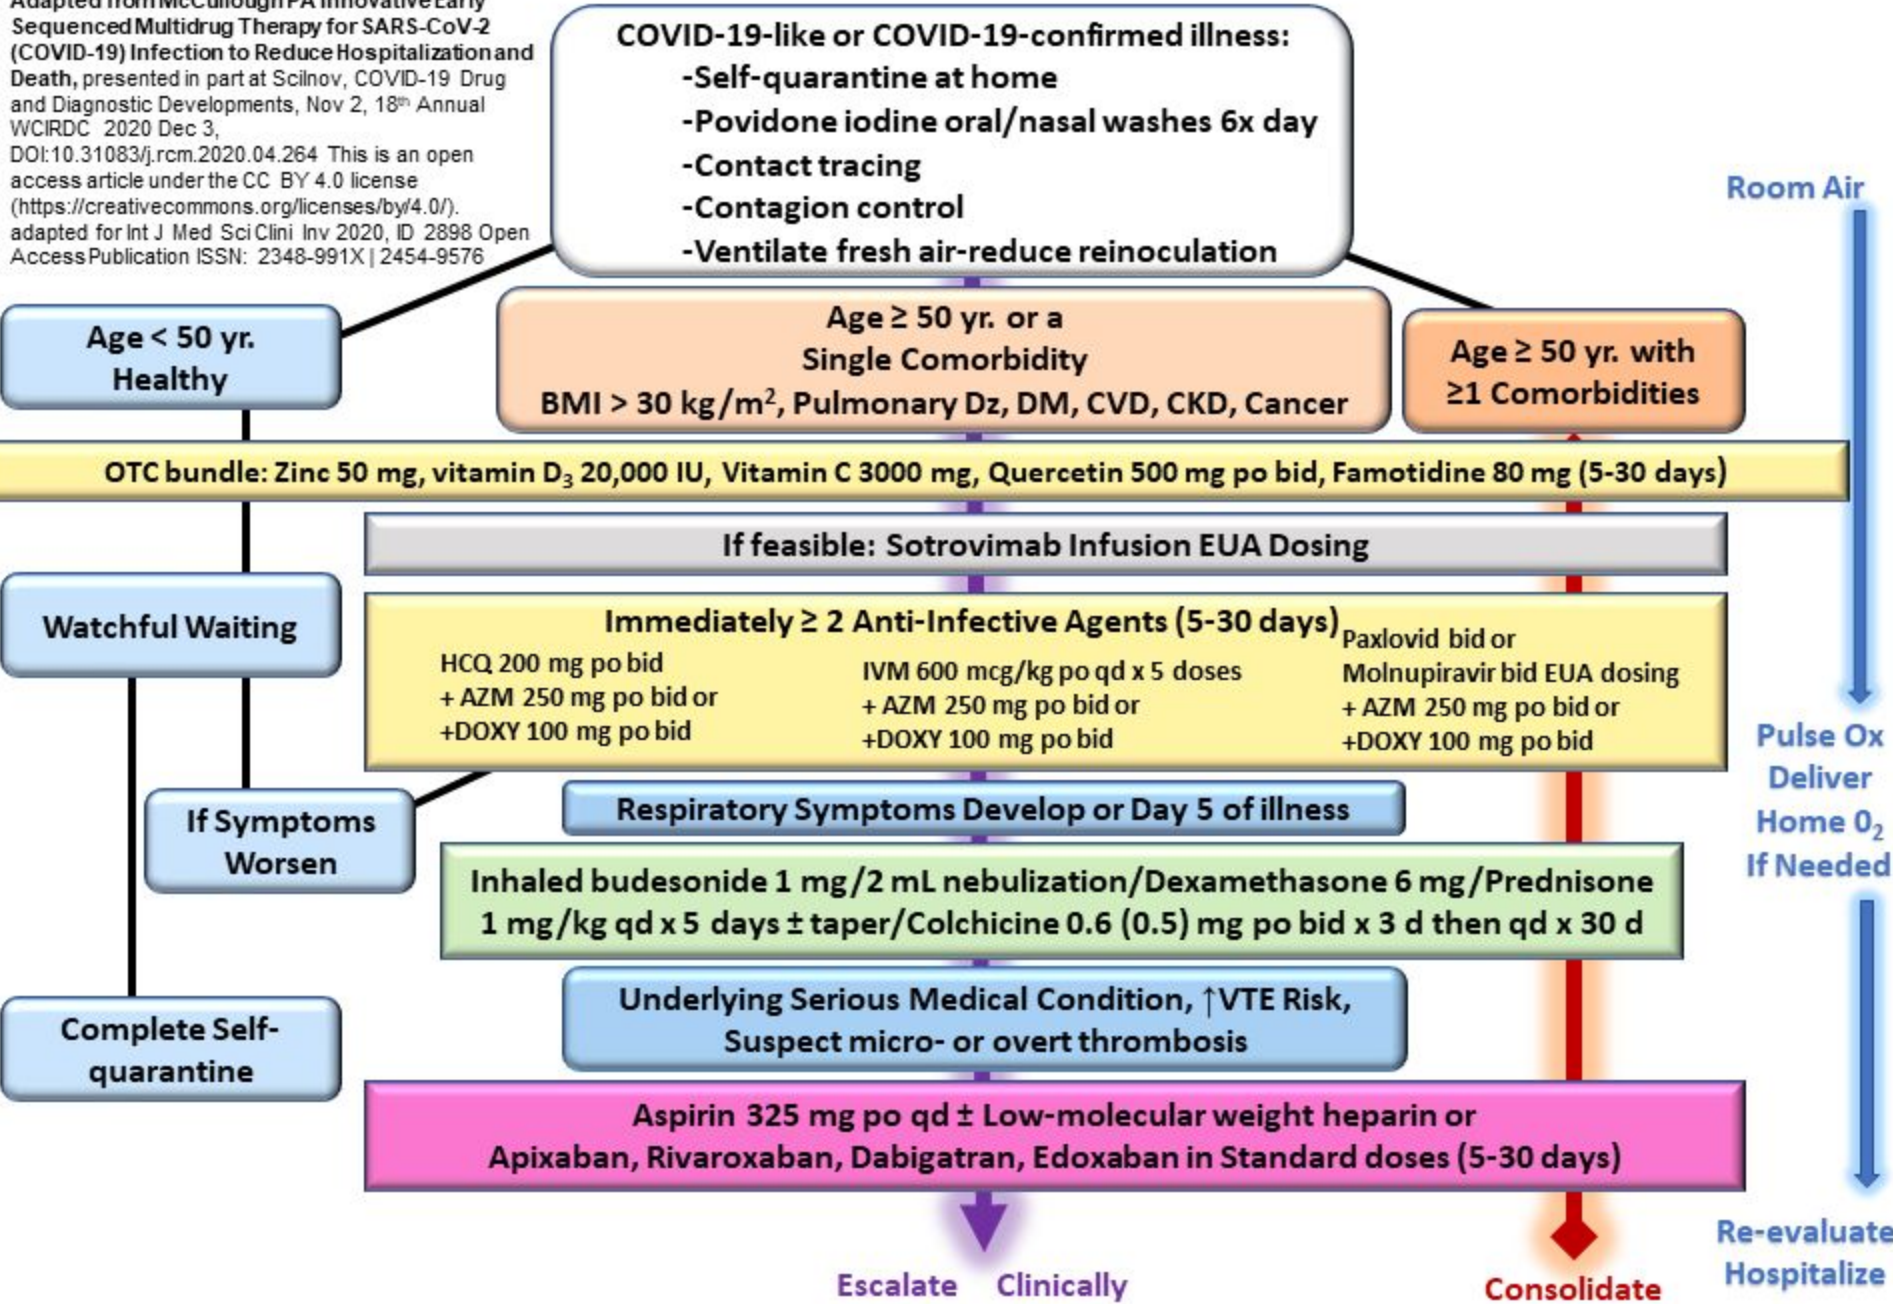 Adapted from McCullough PA Innovative Early
Sequenced Multidrug Therapy for SARS-CoV-2
(COVID-19) Infection to Reduce Hospitalization and
Death, presented in part at Scilnov, COVID-19 Drug
and Diagnostic Developments, Nov 2, 18th Annual
WCIRDC 2020 Dec 3,
DOI:10.31083/j.rcm.2020.04.264 This is an open
access article under the CC BY 4.0 license
(https://creativecommons.org/licenses/by/4.0/).
adapted for Int J Med Sci Clini Inv 2020, ID 2898 Open
Access Publication ISSN: 2348-991X | 2454-9576
COVID-19-like or COVID-19-confirmed illness:
-Self-quarantine at home
-Povidone iodine oral/nasal washes 6x day
-Contact tracing
-Contagion control
-Ventilate fresh air-reduce reinoculation
Room Air
Age < 50 yr.
Healthy
Age ≥ 50 yr. or a
Single Comorbidity
BMI > 30 kg/m², Pulmonary Dz, DM, CVD, CKD, Cancer
Age ≥ 50 yr. with
≥1 Comorbidities
OTC bundle: Zinc 50 mg, vitamin D₃ 20,000 IU, Vitamin C 3000 mg, Quercetin 500 mg po bid, Famotidine 80 mg (5-30 days)
If feasible: Sotrovimab Infusion EUA Dosing
Watchful Waiting
Immediately ≥ 2 Anti-Infective Agents (5-30 days)
HCQ 200 mg po bid
+ AZM 250 mg po bid or
+DOXY 100 mg po bid
IVM 600 mcg/kg po qd x 5 doses
+ AZM 250 mg po bid or
+DOXY 100 mg po bid
Paxlovid bid or
Molnupiravir bid EUA dosing
+ AZM 250 mg po bid or
+DOXY 100 mg po bid
Pulse Ox
Deliver
Home 0₂
If Needed
If Symptoms
Worsen
Respiratory Symptoms Develop or Day 5 of illness
Inhaled budesonide 1 mg/2 mL nebulization/Dexamethasone 6 mg/Prednisone
1 mg/kg qd x 5 days ± taper/Colchicine 0.6 (0.5) mg po bid x 3 d then qd x 30 d
Underlying Serious Medical Condition, ↑VTE Risk,
Suspect micro- or overt thrombosis
Complete Self-
quarantine
Aspirin 325 mg po qd ± Low-molecular weight heparin or
Apixaban, Rivaroxaban, Dabigatran, Edoxaban in Standard doses (5-30 days)
Escalate Clinically
Consolidate
Re-evaluate
Hospitalize